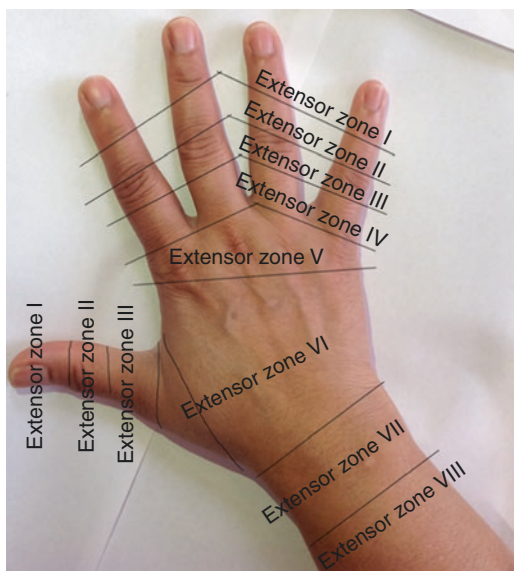 Extensor zone I
Extensor zone II
Extensor zone III
Extensor zone IV
Extensor zone V
Extensor zone I
Extensor zone II
Extensor zone III
Extensor zone VI
Extensor zone VII
Extensor zone VIII